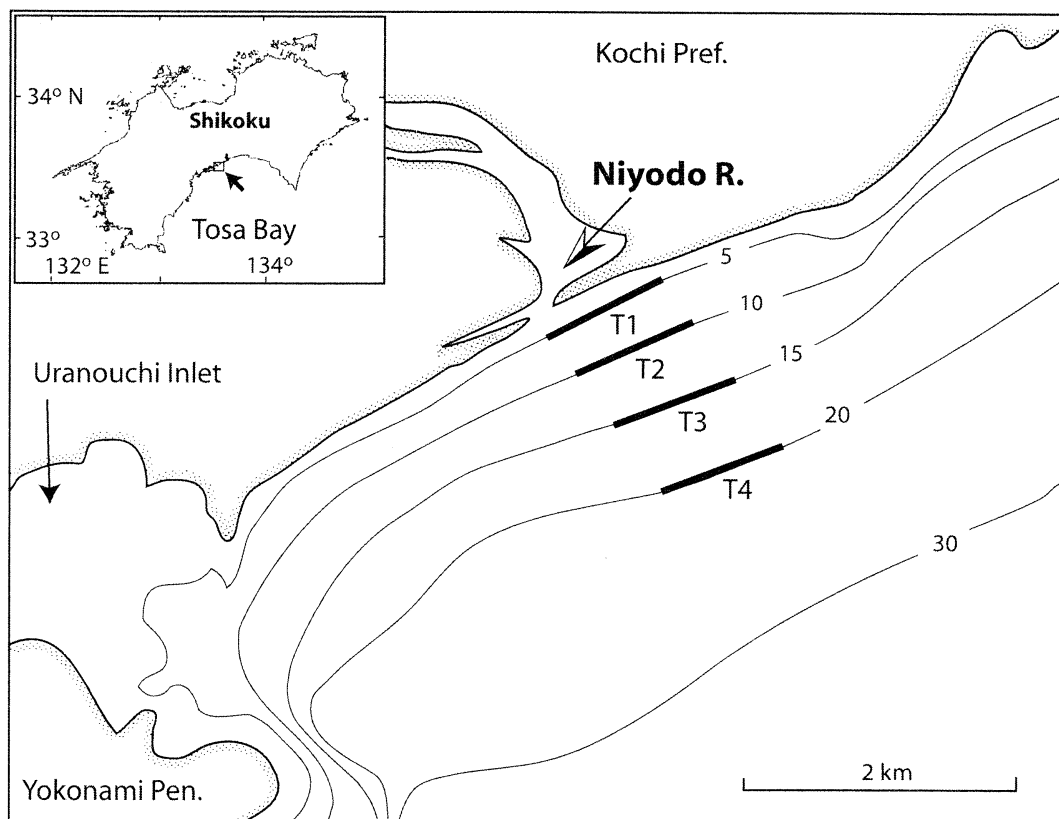 Kochi Pref.
34° N
Shikoku
Niyodo R.
Tosa Bay
33°
132° E
134°
5
10
T1
15
T2
Uranouchi Inlet
20
T3
T4
30
2 km
Yokonami Pen.